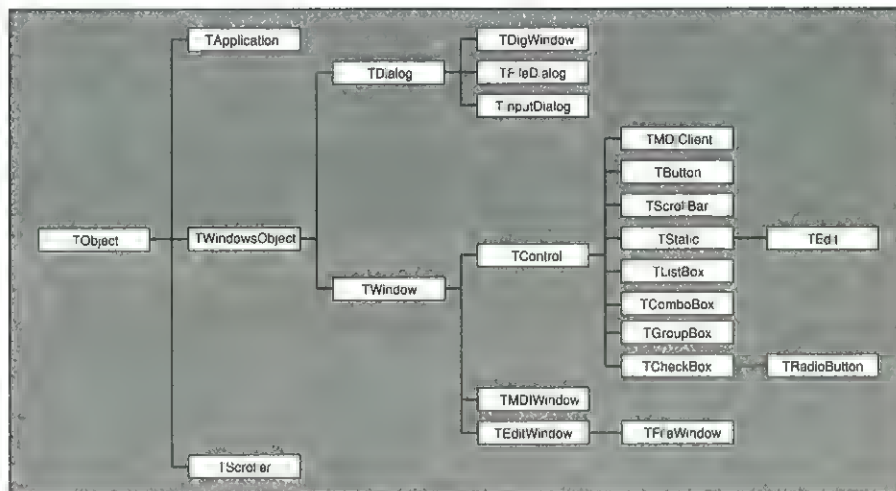 TApplication
TDialog
TDlgWindow
TFileDialog
TInputDialog
TObject
TWindowsObject
TWindow
TControl
TMDIClient
TButton
TScrollBar
TStatic
TEdit
TListBox
TComboBox
TGroupBox
TCheckBox
TRadioButton
TMDIWindow
TEditWindow
TFileWindow
TScroller